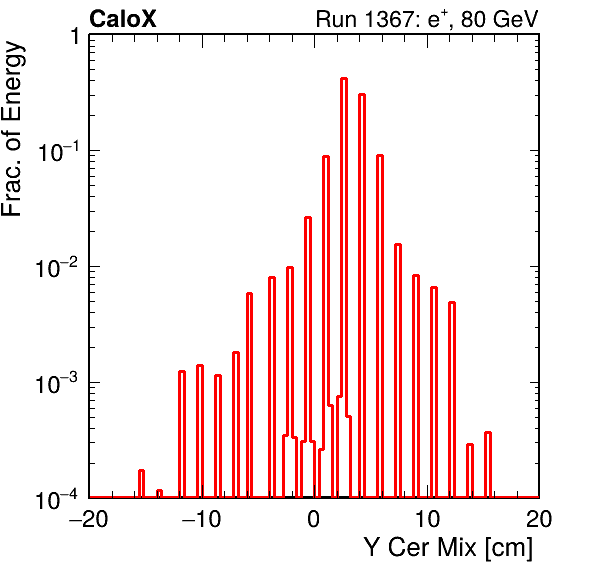 CaloX Run 1367: e⁺, 80 GeV
Frac. of Energy
1
10⁻¹
10⁻²
10⁻³
10⁻⁴
−20 −10 0 10 20
Y Cer Mix [cm]